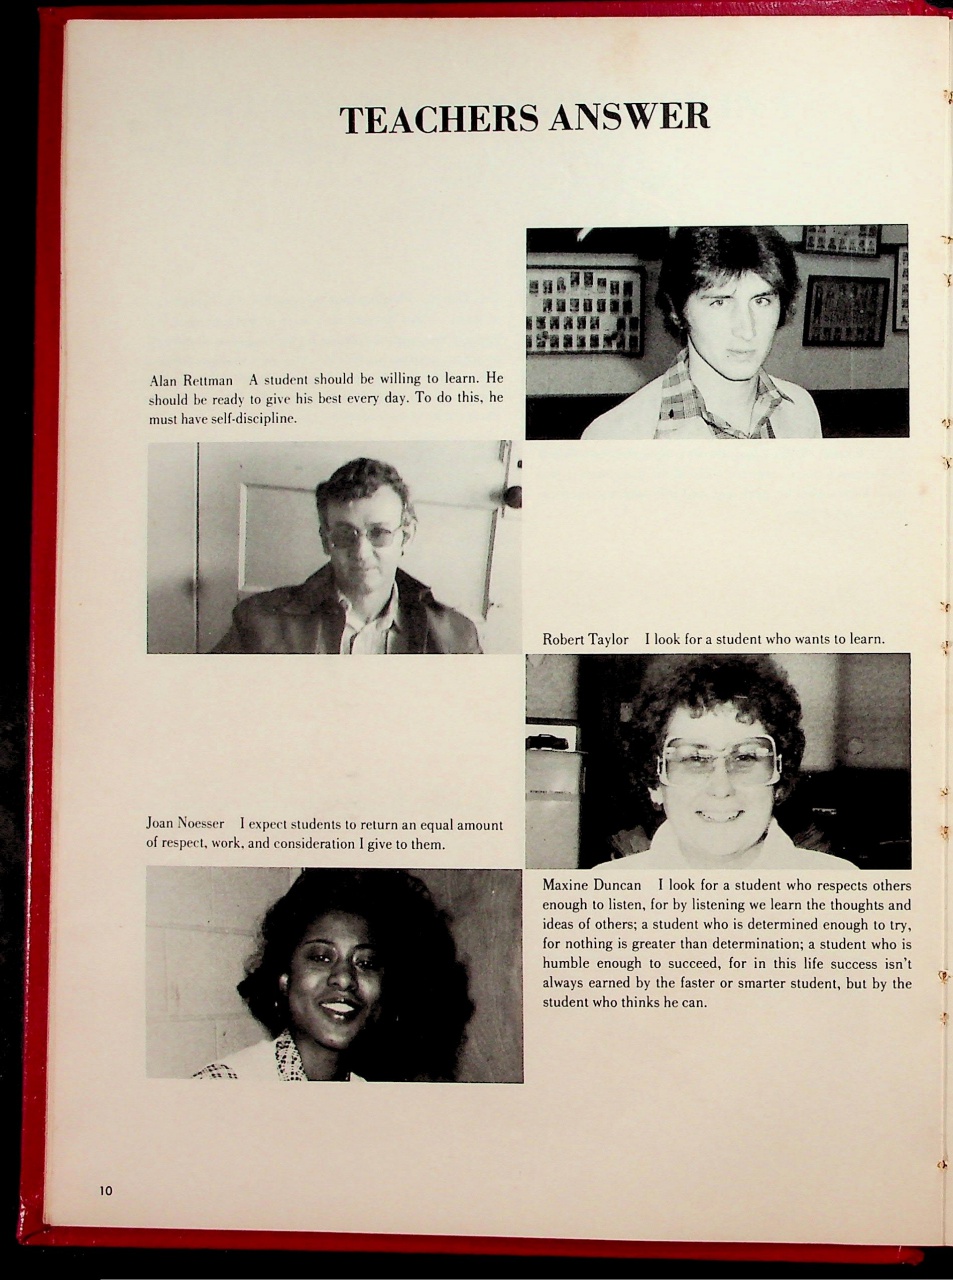 TEACHERS ANSWER
Alan Rettman A student should be willing to learn. He
should be ready to give his best every day. To do this, he
must have self-discipline.
Robert Taylor I look for a student who wants to learn.
Joan Noesser I expect students to return an equal amount
of respect, work, and consideration I give to them.
Maxine Duncan I look for a student who respects others
enough to listen, for by listening we learn the thoughts and
ideas of others; a student who is determined enough to try,
for nothing is greater than determination; a student who is
humble enough to succeed, for in this life success isn't
always earned by the faster or smarter student, but by the
student who thinks he can.
10